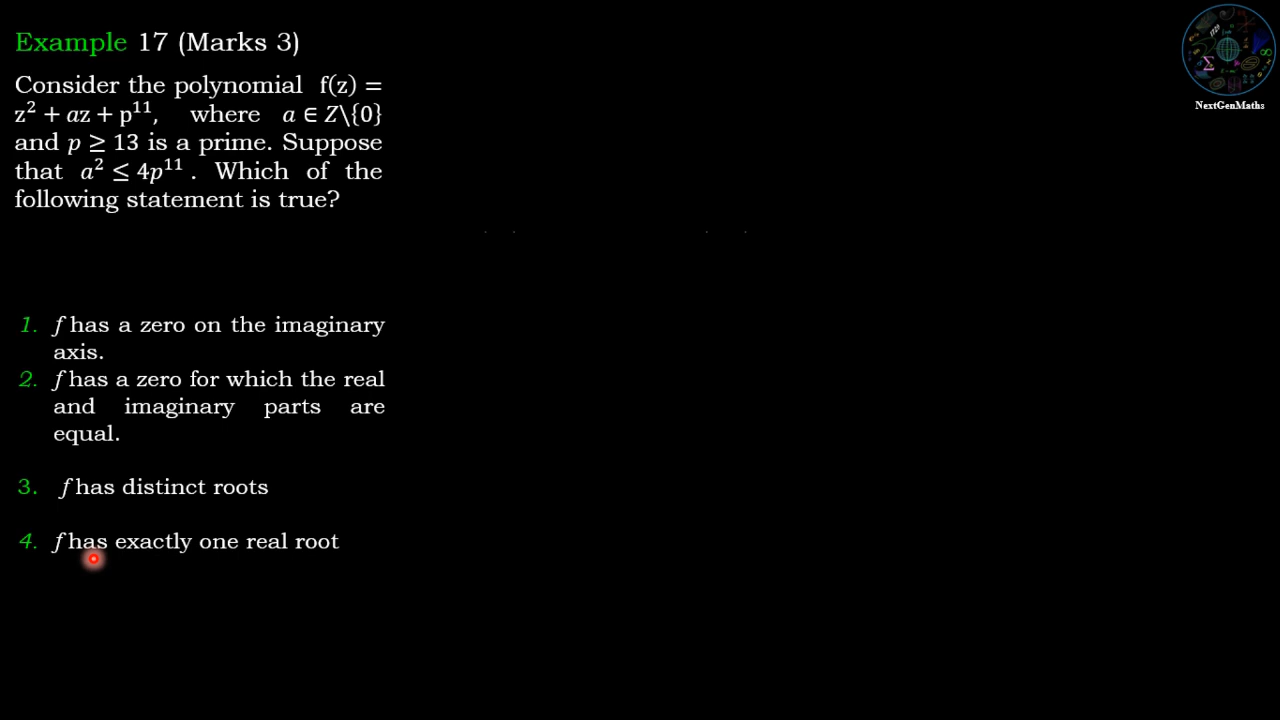 Example 17 (Marks 3)
Consider the polynomial f(z) =
z² + az + p¹¹, where a ∈ Z\{0}
and p ≥ 13 is a prime. Suppose
that a² ≤ 4p¹¹ . Which of the
following statement is true?
1. f has a zero on the imaginary
axis.
2. f has a zero for which the real
and imaginary parts are
equal.
3. f has distinct roots
4. f has exactly one real root
NextGenMaths